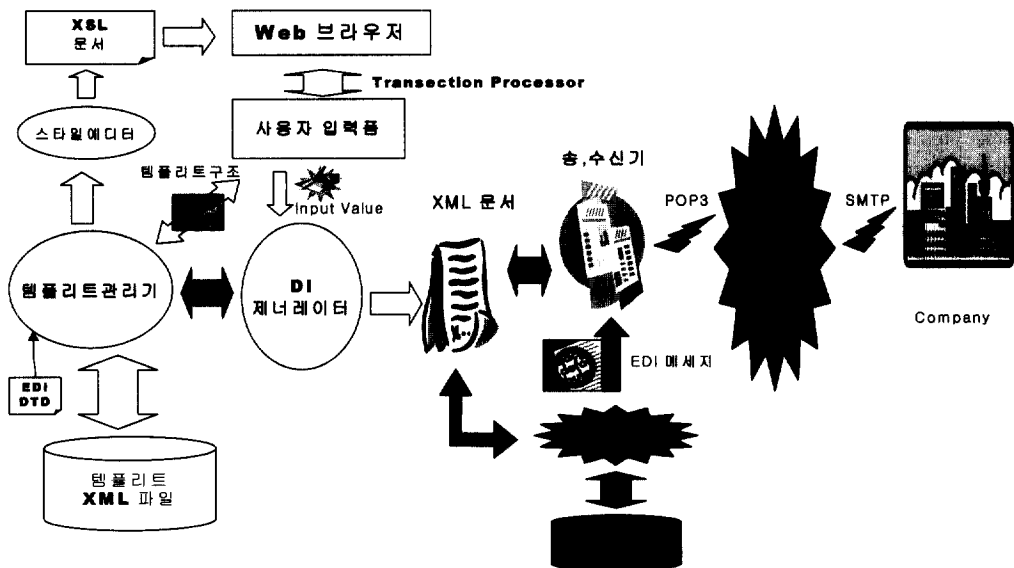 XSL
문서
Web 브라우저
Transection Processor
스타일에디터
사용자 입력폼
템플리트구조
Input Value
송,수신기
XML 문서
POP3
SMTP
템플리트관리기
DI
제너레이터
Company
EDI
DTD
EDI 메세지
템플리트
XML 파일